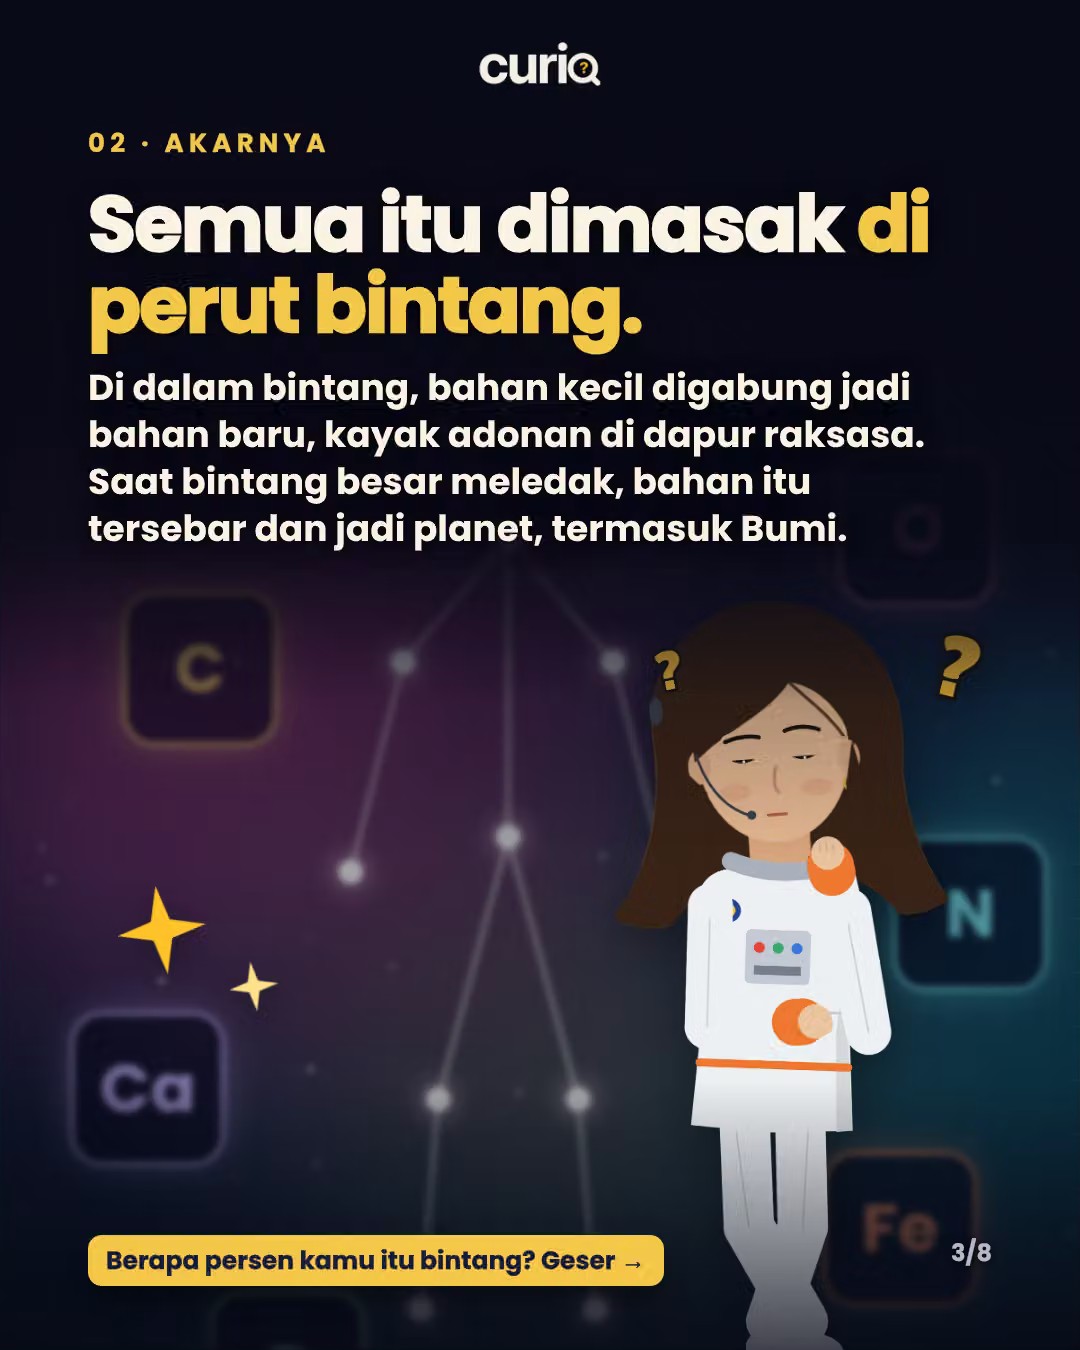 curio
02 · AKARNYA
Semua itu dimasak di
perut bintang.
Di dalam bintang, bahan kecil digabung jadi
bahan baru, kayak adonan di dapur raksasa.
Saat bintang besar meledak, bahan itu
tersebar dan jadi planet, termasuk Bumi.
O
C
?
?
N
Ca
Fe
Berapa persen kamu itu bintang? Geser →
3/8